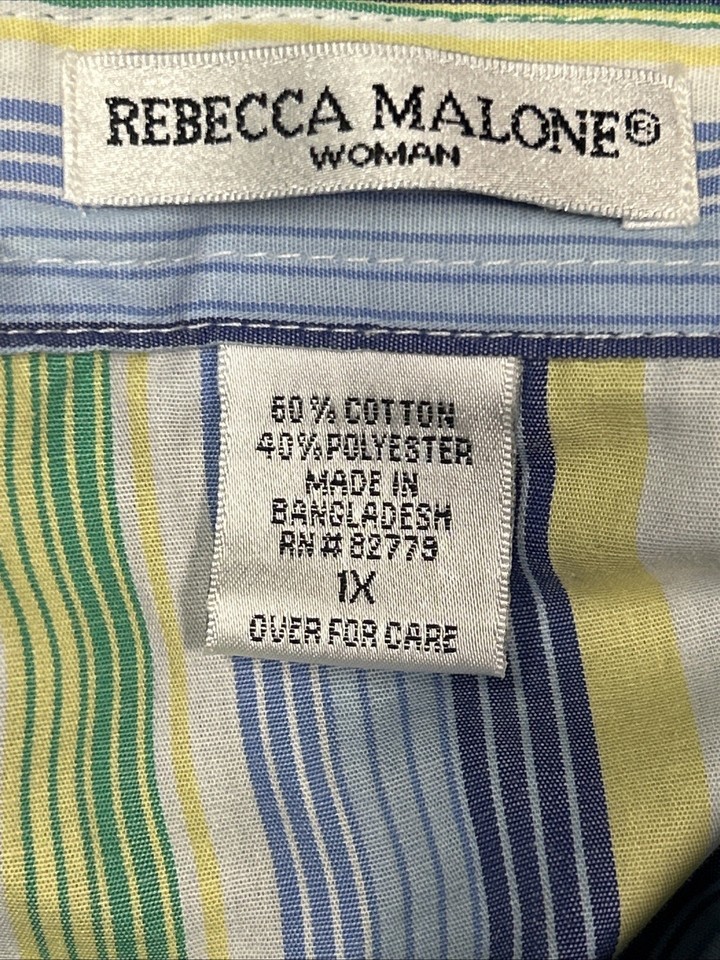 REBECCA MALONE®
WOMAN
60% COTTON
40% POLYESTER
MADE IN
BANGLADESH
RN# 82779
1X
OVER FOR CARE